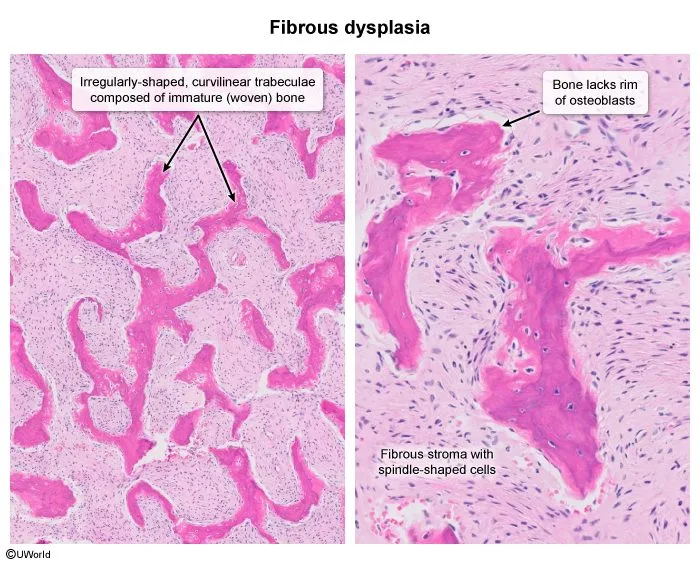 Fibrous dysplasia
Irregularly-shaped, curvilinear trabeculae
composed of immature (woven) bone
Bone lacks rim
of osteoblasts
Fibrous stroma with
spindle-shaped cells
©UWorld